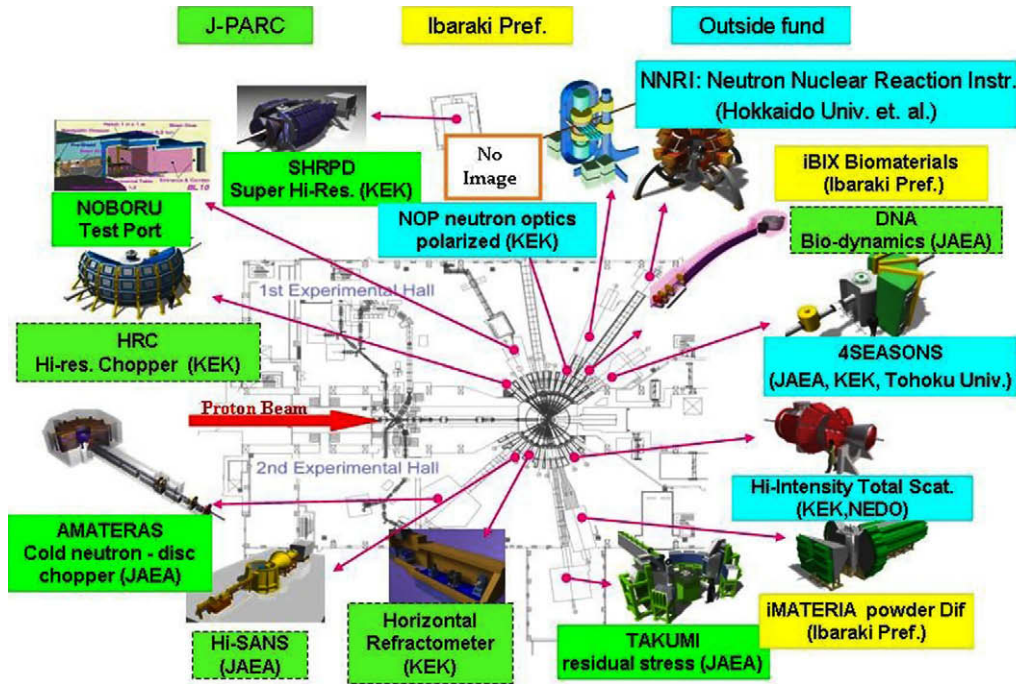 J-PARC
Ibaraki Pref.
Outside fund
NNRI: Neutron Nuclear Reaction Instr.
(Hokkaido Univ. et. al.)
SHRPD
Super Hi-Res. (KEK)
No
Image
iBIX Biomaterials
(Ibaraki Pref.)
BL10
NOBORU
Test Port
NOP neutron optics
polarized (KEK)
DNA
Bio-dynamics (JAEA)
1st Experimental Hall
HRC
Hi-res. Chopper (KEK)
4SEASONS
(JAEA, KEK, Tohoku Univ.)
Proton Beam
2nd Experimental Hall
Hi-Intensity Total Scat.
(KEK,NEDO)
AMATERAS
Cold neutron - disc
chopper (JAEA)
Hi-SANS
(JAEA)
Horizontal
Refractometer
(KEK)
TAKUMI
residual stress (JAEA)
iMATERIA powder Dif
(Ibaraki Pref.)